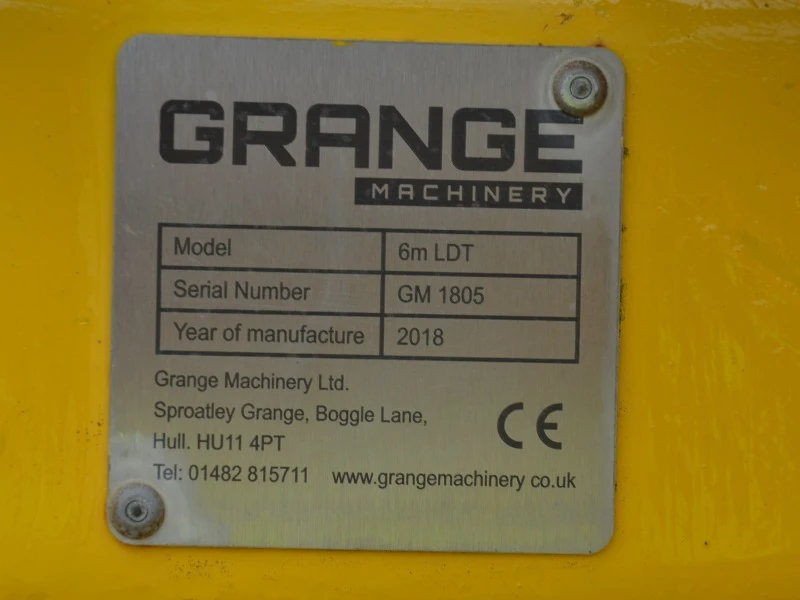 GRANGE
MACHINERY
Model 6m LDT
Serial Number GM 1805
Year of manufacture 2018
Grange Machinery Ltd.
Sproatley Grange, Boggle Lane,
Hull. HU11 4PT
CE
Tel: 01482 815711 www.grangemachinery co.uk